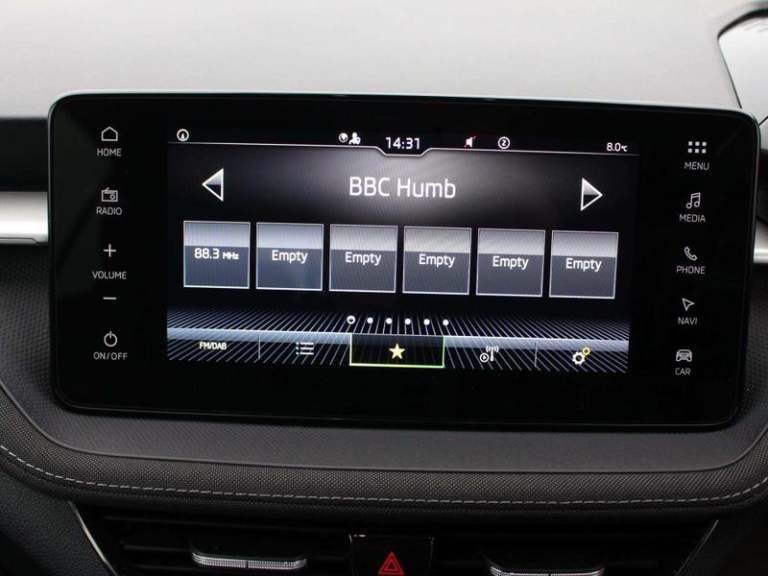 HOME
RADIO
VOLUME
ON/OFF
14:31
2
8.0°C
BBC Humb
88.3 MHz
Empty
Empty
Empty
Empty
Empty
FM/DAB
MENU
MEDIA
PHONE
NAVI
CAR